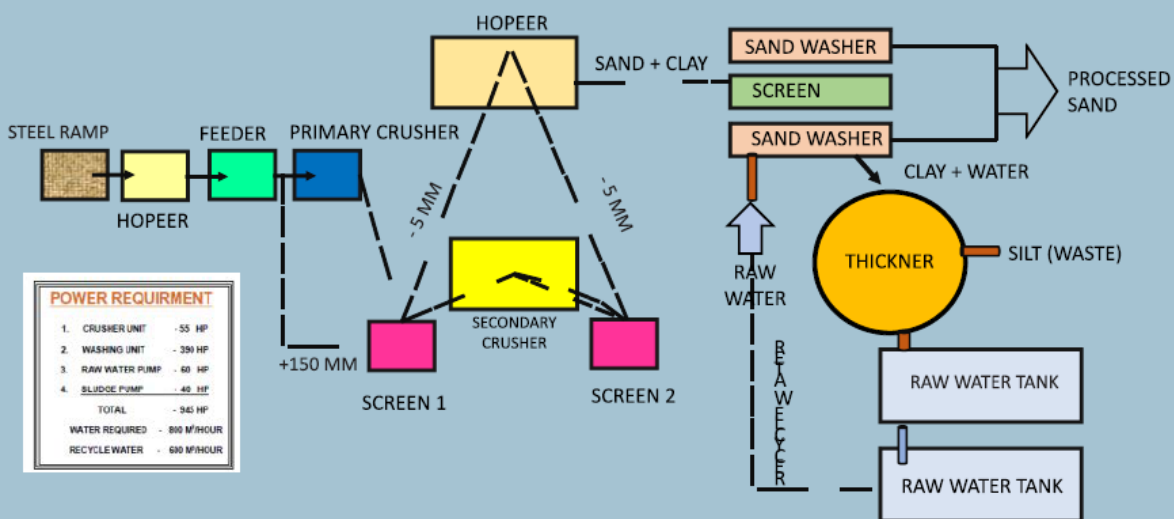 HOPEER
SAND + CLAY
SAND WASHER
SCREEN
SAND WASHER
PROCESSED
SAND
STEEL RAMP
FEEDER
PRIMARY CRUSHER
HOPEER
CLAY + WATER
- 5 MM
- 5 MM
THICKNER
SILT (WASTE)
RAW
WATER
SECONDARY
CRUSHER
+150 MM
SCREEN 1
SCREEN 2
RECYCE WATER
RAW WATER TANK
RAW WATER TANK
POWER REQUIRMENT
1. CRUSHER UNIT - 55 HP
2. WASHING UNIT - 390 HP
3. RAW WATER PUMP - 60 HP
4. SLUDGE PUMP - 40 HP
TOTAL - 945 HP
WATER REQUIRED - 800 M³/HOUR
RECYCLE WATER - 600 M³/HOUR